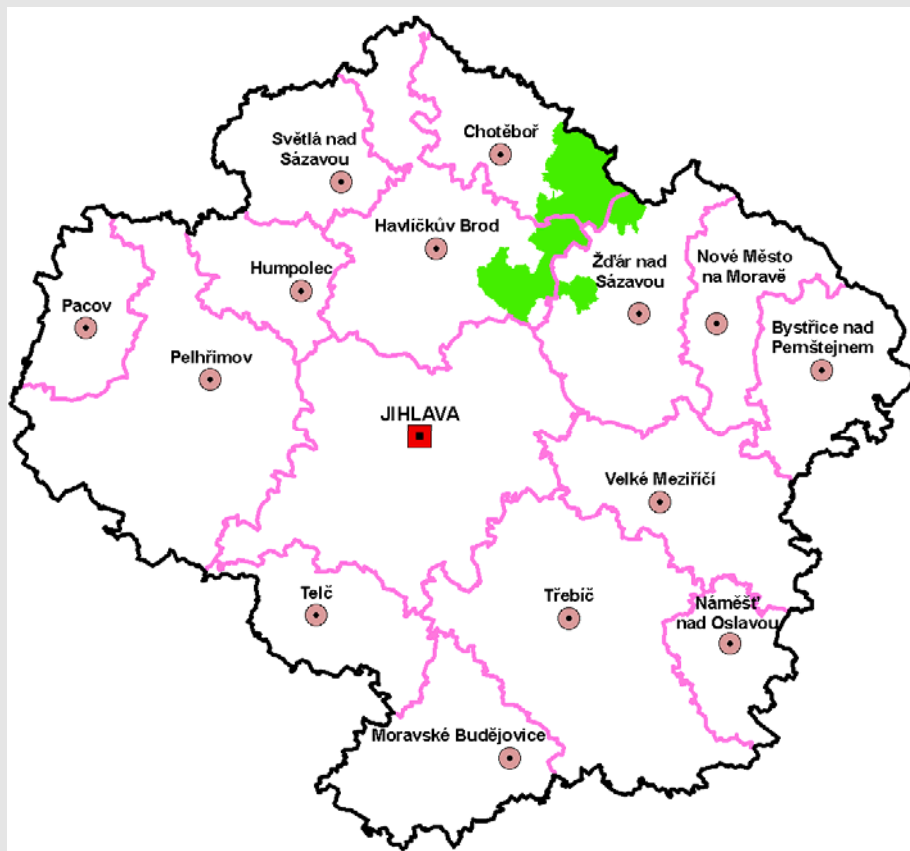 Chotěboř
Světlá nad
Sázavou
Havlíčkův Brod
Humpolec
Žďár nad
Sázavou
Nové Město
na Moravě
Pacov
Bystřice nad
Pernštejnem
Pelhřimov
JIHLAVA
Velké Meziříčí
Telč
Třebíč
Náměšť
nad Oslavou
Moravské Budějovice